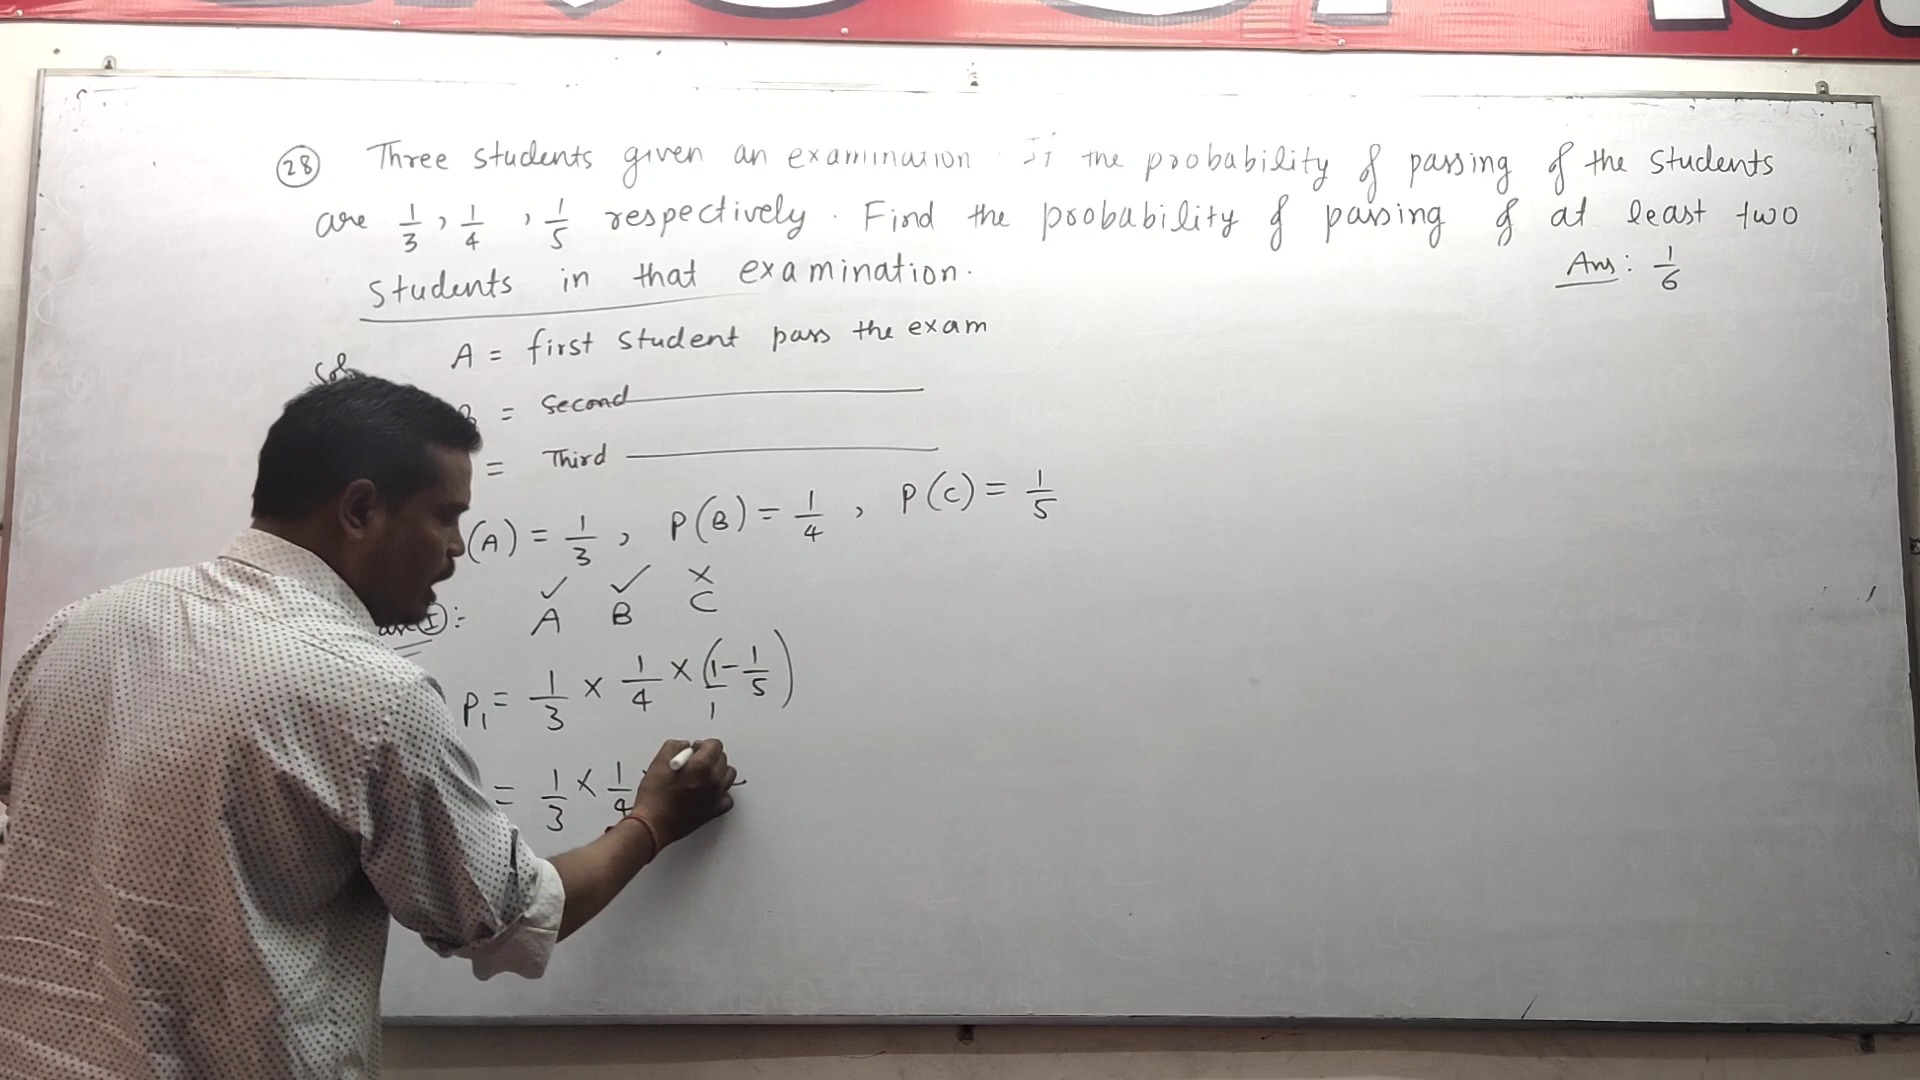 28 Three students given an examination. If the probability of passing of the students
are 1/3, 1/4, 1/5 respectively. Find the probability of passing of at least two
students in that examination.
Ans: 1/6
Sol
A = first student pass the exam
B = Second
= Third
(A) = 1/3, P(B) = 1/4, P(C) = 1/5
✓ ✓ ×
I: A B C
P₁ = 1/3 × 1/4 × (1/1 - 1/5)
= 1/3 × 1/4